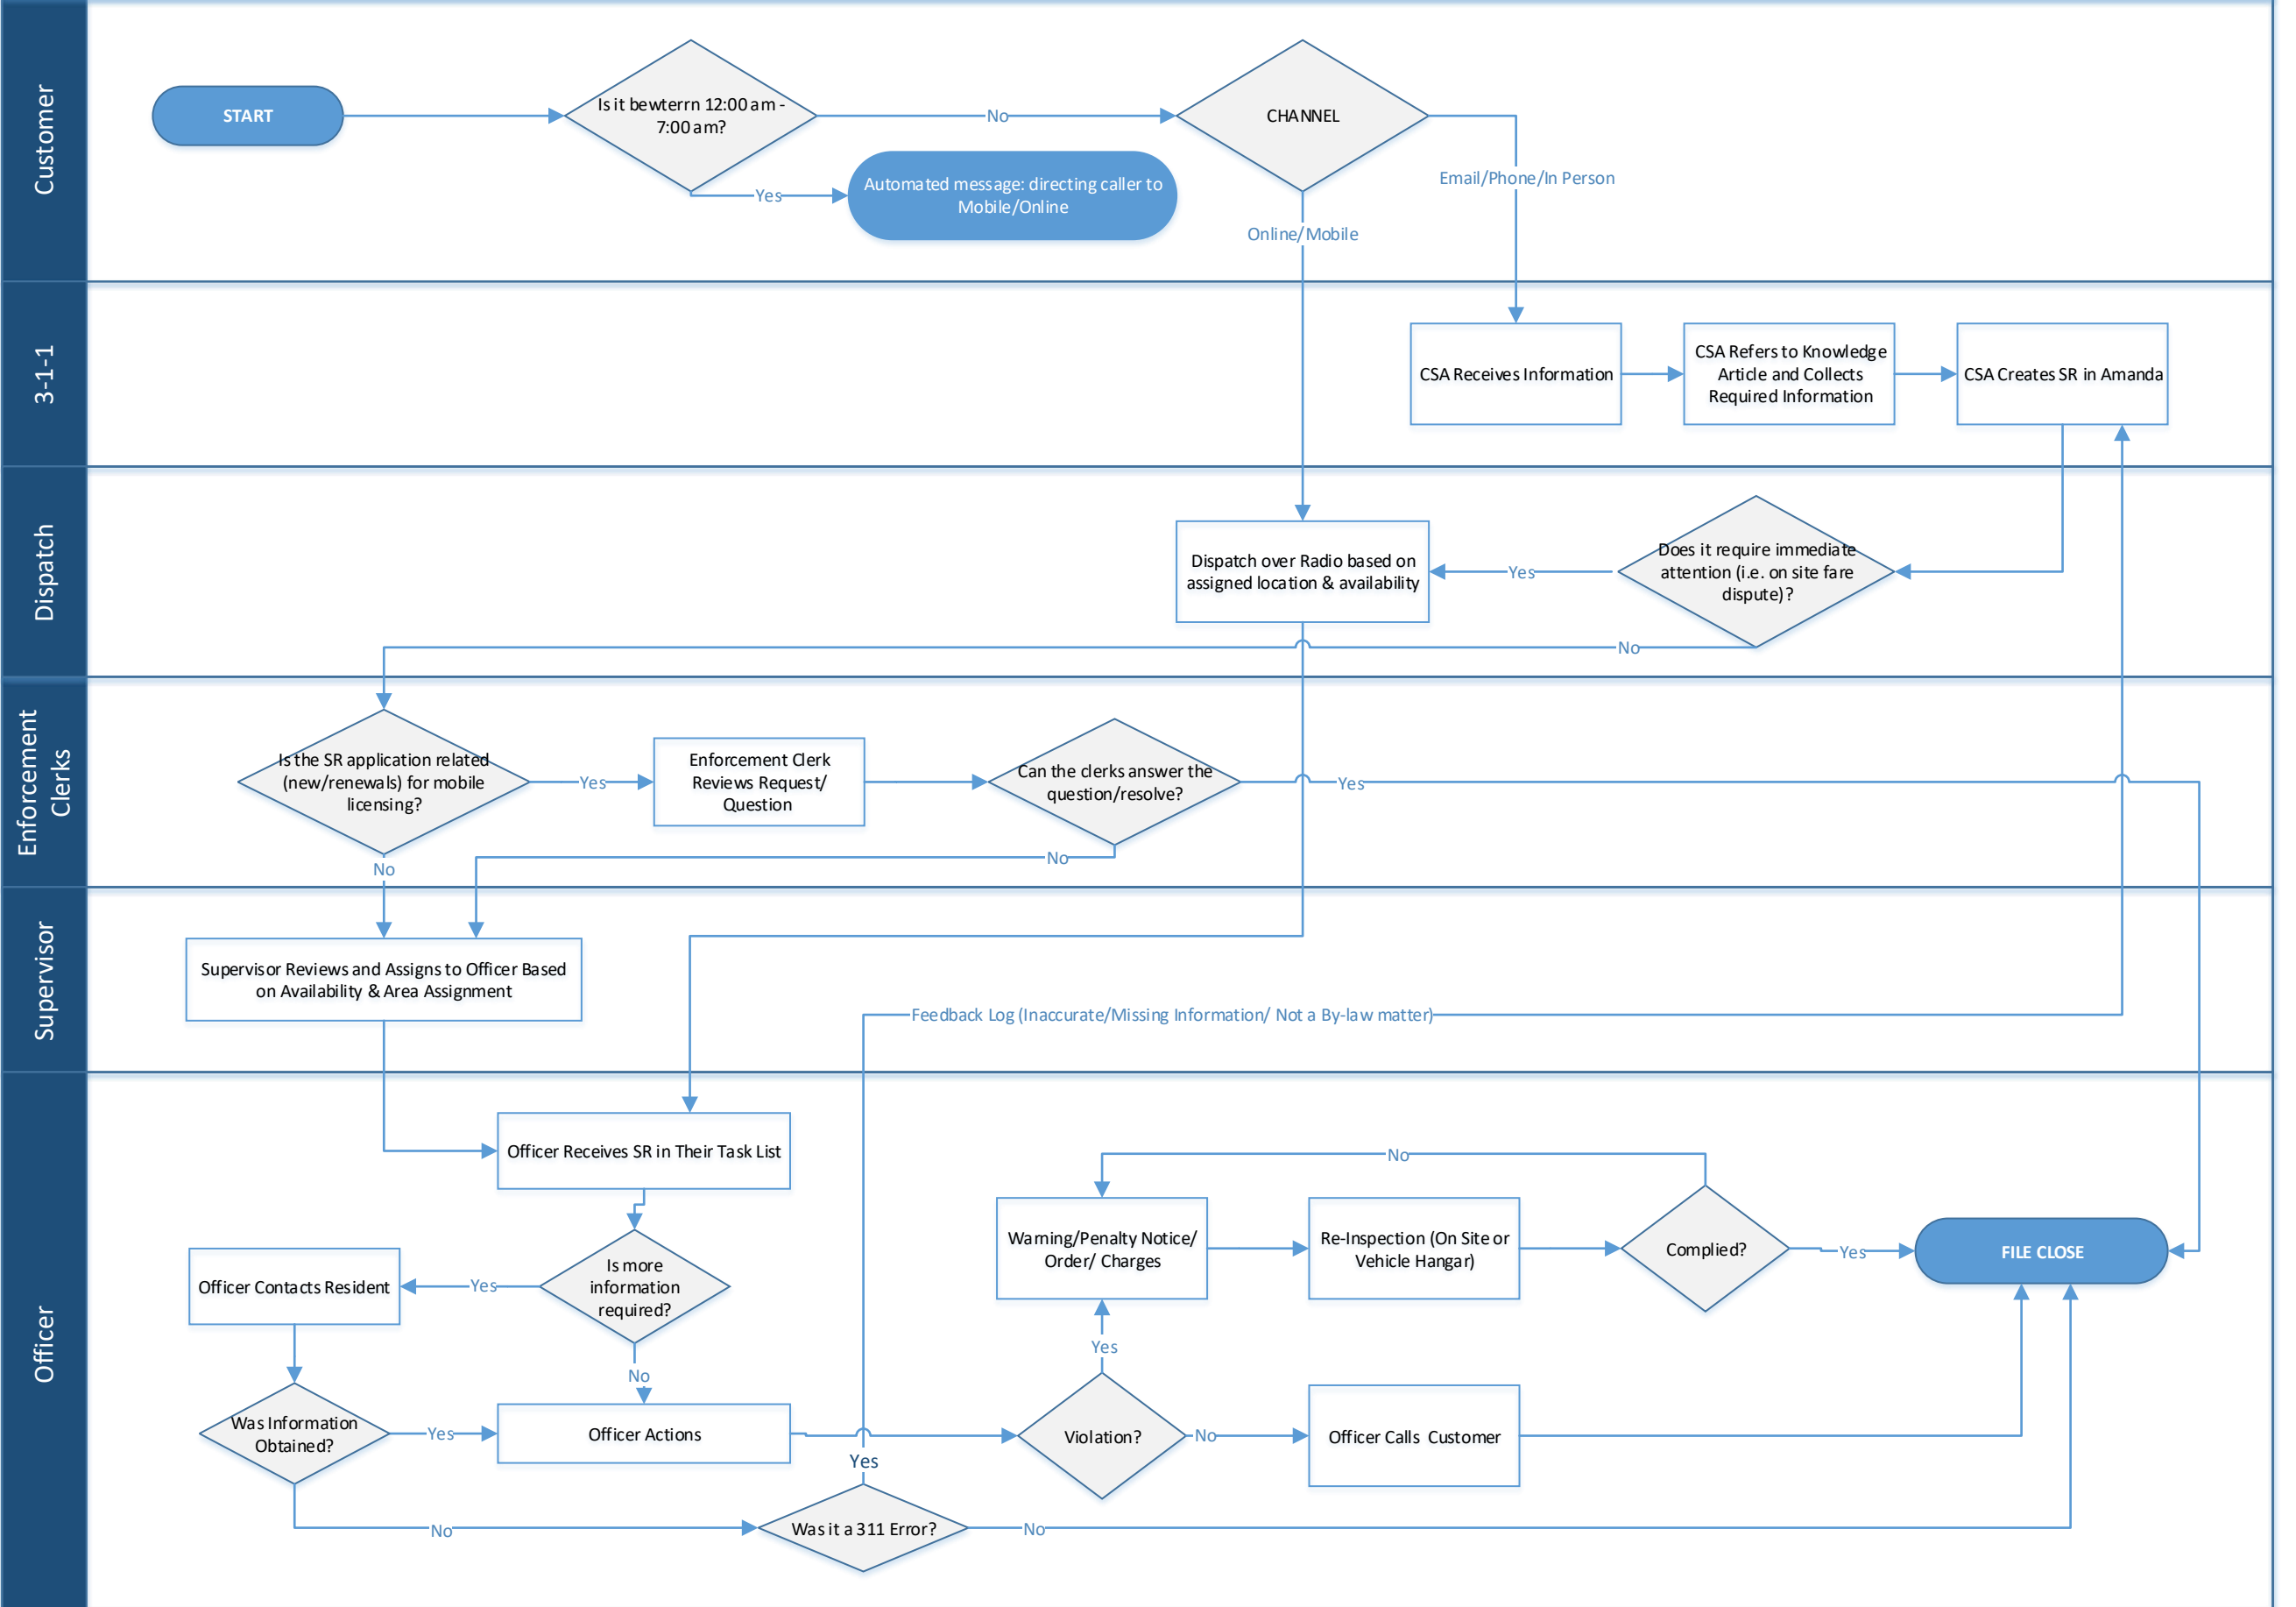 Customer
START
Is it bewterrn 12:00 am -
7:00 am?
No
CHANNEL
Yes
Automated message: directing caller to
Mobile/Online
Email/Phone/In Person
Online/Mobile
3-1-1
CSA Receives Information
CSA Refers to Knowledge
Article and Collects
Required Information
CSA Creates SR in Amanda
Dispatch
Dispatch over Radio based on
assigned location & availability
Yes
Does it require immediate
attention (i.e. on site fare
dispute)?
No
Enforcement
Clerks
Is the SR application related
(new/renewals) for mobile
licensing?
Yes
Enforcement Clerk
Reviews Request/
Question
Can the clerks answer the
question/resolve?
Yes
No
No
Supervisor
Supervisor Reviews and Assigns to Officer Based
on Availability & Area Assignment
Feedback Log (Inaccurate/Missing Information/ Not a By-law matter)
Officer
Officer Receives SR in Their Task List
No
Officer Contacts Resident
Yes
Is more
information
required?
Warning/Penalty Notice/
Order/ Charges
Re-Inspection (On Site or
Vehicle Hangar)
Complied?
Yes
FILE CLOSE
No
Yes
Was Information
Obtained?
Yes
Officer Actions
Violation?
No
Officer Calls Customer
Yes
No
Was it a 311 Error?
No